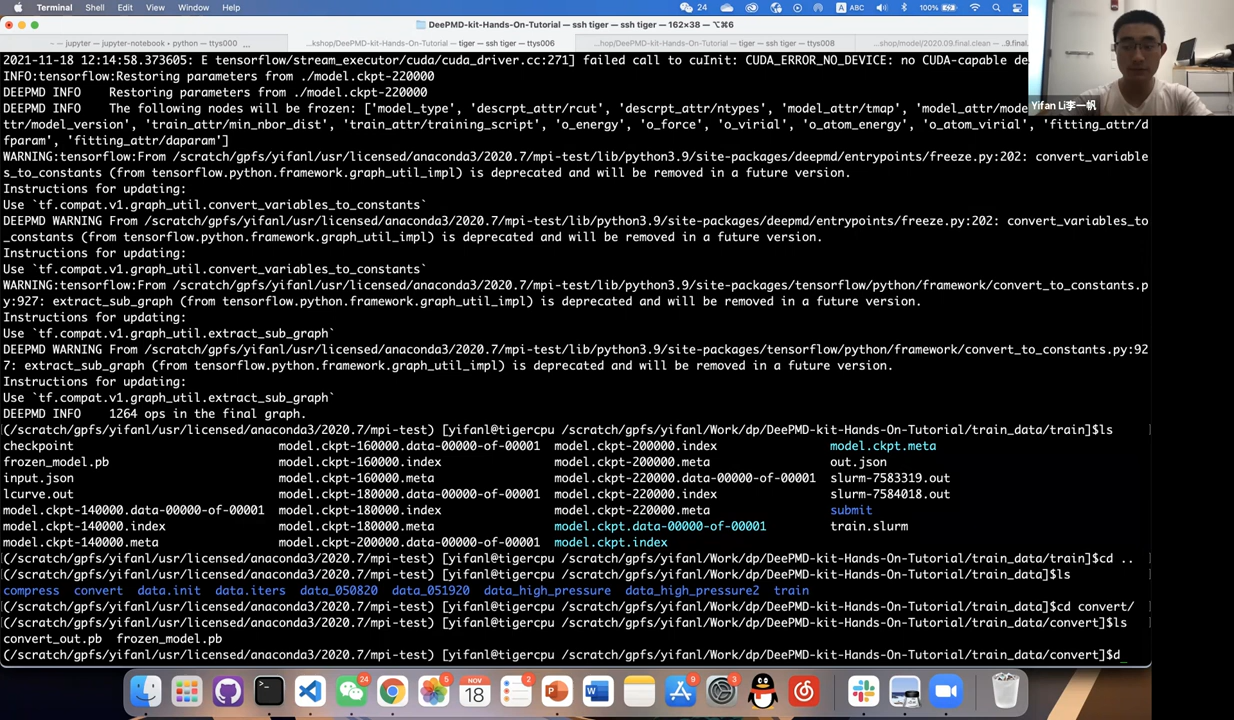 Terminal Shell Edit View Window Help 24 ABC 100%
DeePMD-kit-Hands-On-Tutorial — ssh tiger — ssh tiger — 162×38 — ⌥⌘6
~ — jupyter — jupyter-notebook • python — ttys000 ...
...kshop/DeePMD-kit-Hands-On-Tutorial — tiger — ssh tiger — ttys006
...hop/DeePMD-kit-Hands-On-Tutorial — tiger — ssh tiger — ttys008
2021-11-18 12:14:58.373605: E tensorflow/stream_executor/cuda/cuda_driver.cc:271] failed call to cuInit: CUDA_ERROR_NO_DEVICE: no CUDA-capable de
INFO:tensorflow:Restoring parameters from ./model.ckpt-220000
DEEPMD INFO    Restoring parameters from ./model.ckpt-220000
DEEPMD INFO    The following nodes will be frozen: ['model_type', 'descrpt_attr/rcut', 'descrpt_attr/ntypes', 'model_attr/tmap', 'model_attr/mode
ttr/model_version', 'train_attr/min_nbor_dist', 'train_attr/training_script', 'o_energy', 'o_force', 'o_virial', 'o_atom_energy', 'o_atom_virial', 'fitting_attr/d
fparam', 'fitting_attr/daparam']
WARNING:tensorflow:From /scratch/gpfs/yifanl/usr/licensed/anaconda3/2020.7/mpi-test/lib/python3.9/site-packages/deepmd/entrypoints/freeze.py:202: convert_variable
s_to_constants (from tensorflow.python.framework.graph_util_impl) is deprecated and will be removed in a future version.
Instructions for updating:
Use `tf.compat.v1.graph_util.convert_variables_to_constants`
DEEPMD WARNING From /scratch/gpfs/yifanl/usr/licensed/anaconda3/2020.7/mpi-test/lib/python3.9/site-packages/deepmd/entrypoints/freeze.py:202: convert_variables_to
_constants (from tensorflow.python.framework.graph_util_impl) is deprecated and will be removed in a future version.
Instructions for updating:
Use `tf.compat.v1.graph_util.convert_variables_to_constants`
WARNING:tensorflow:From /scratch/gpfs/yifanl/usr/licensed/anaconda3/2020.7/mpi-test/lib/python3.9/site-packages/tensorflow/python/framework/convert_to_constants.p
y:927: extract_sub_graph (from tensorflow.python.framework.graph_util_impl) is deprecated and will be removed in a future version.
Instructions for updating:
Use `tf.compat.v1.graph_util.extract_sub_graph`
DEEPMD WARNING From /scratch/gpfs/yifanl/usr/licensed/anaconda3/2020.7/mpi-test/lib/python3.9/site-packages/tensorflow/python/framework/convert_to_constants.py:92
7: extract_sub_graph (from tensorflow.python.framework.graph_util_impl) is deprecated and will be removed in a future version.
Instructions for updating:
Use `tf.compat.v1.graph_util.extract_sub_graph`
DEEPMD INFO    1264 ops in the final graph.
(/scratch/gpfs/yifanl/usr/licensed/anaconda3/2020.7/mpi-test) [yifanl@tigercpu /scratch/gpfs/yifanl/Work/dp/DeePMD-kit-Hands-On-Tutorial/train_data/train]$ls
checkpoint model.ckpt-160000.data-00000-of-00001 model.ckpt-200000.index model.ckpt.meta
frozen_model.pb model.ckpt-160000.index model.ckpt-200000.meta out.json
input.json model.ckpt-160000.meta model.ckpt-220000.data-00000-of-00001 slurm-7583319.out
lcurve.out model.ckpt-180000.data-00000-of-00001 model.ckpt-220000.index slurm-7584018.out
model.ckpt-140000.data-00000-of-00001 model.ckpt-180000.index model.ckpt-220000.meta submit
model.ckpt-140000.index model.ckpt-180000.meta model.ckpt.data-00000-of-00001 train.slurm
model.ckpt-140000.meta model.ckpt-200000.data-00000-of-00001 model.ckpt.index
(/scratch/gpfs/yifanl/usr/licensed/anaconda3/2020.7/mpi-test) [yifanl@tigercpu /scratch/gpfs/yifanl/Work/dp/DeePMD-kit-Hands-On-Tutorial/train_data/train]$cd ..
(/scratch/gpfs/yifanl/usr/licensed/anaconda3/2020.7/mpi-test) [yifanl@tigercpu /scratch/gpfs/yifanl/Work/dp/DeePMD-kit-Hands-On-Tutorial/train_data]$ls
compress convert data.init data.iters data_050820 data_051920 data_high_pressure data_high_pressure2 train
(/scratch/gpfs/yifanl/usr/licensed/anaconda3/2020.7/mpi-test) [yifanl@tigercpu /scratch/gpfs/yifanl/Work/dp/DeePMD-kit-Hands-On-Tutorial/train_data]$cd convert/
(/scratch/gpfs/yifanl/usr/licensed/anaconda3/2020.7/mpi-test) [yifanl@tigercpu /scratch/gpfs/yifanl/Work/dp/DeePMD-kit-Hands-On-Tutorial/train_data/convert]$ls
convert_out.pb frozen_model.pb
(/scratch/gpfs/yifanl/usr/licensed/anaconda3/2020.7/mpi-test) [yifanl@tigercpu /scratch/gpfs/yifanl/Work/dp/DeePMD-kit-Hands-On-Tutorial/train_data/convert]$d
Yifan Li李一帆
24 5 NOV 18 2 9 3